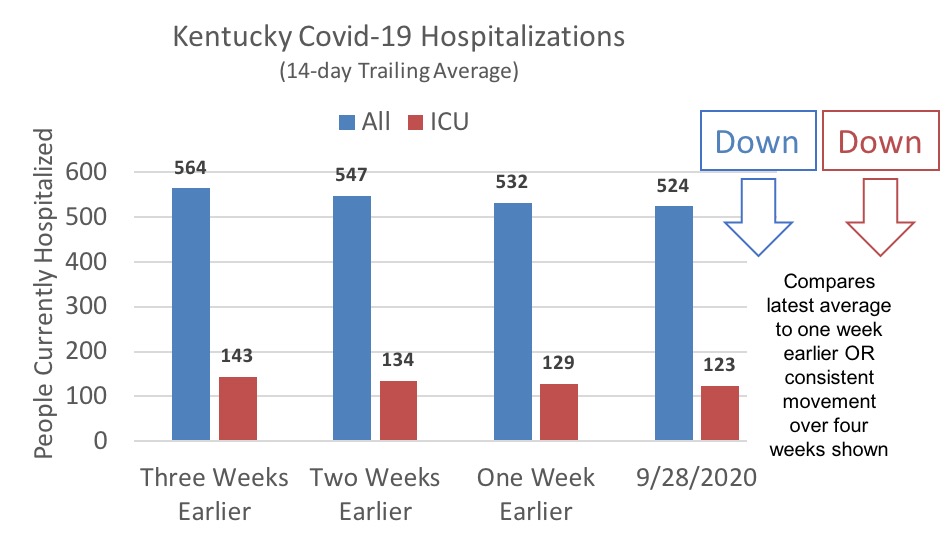 Kentucky Covid-19 Hospitalizations
(14-day Trailing Average)
All ICU
Down Down
People Currently Hospitalized
600
500
400
300
200
100
0
564
143
547
134
532
129
524
123
Three Weeks
Earlier
Two Weeks
Earlier
One Week
Earlier
9/28/2020
Compares
latest average
to one week
earlier OR
consistent
movement
over four
weeks shown